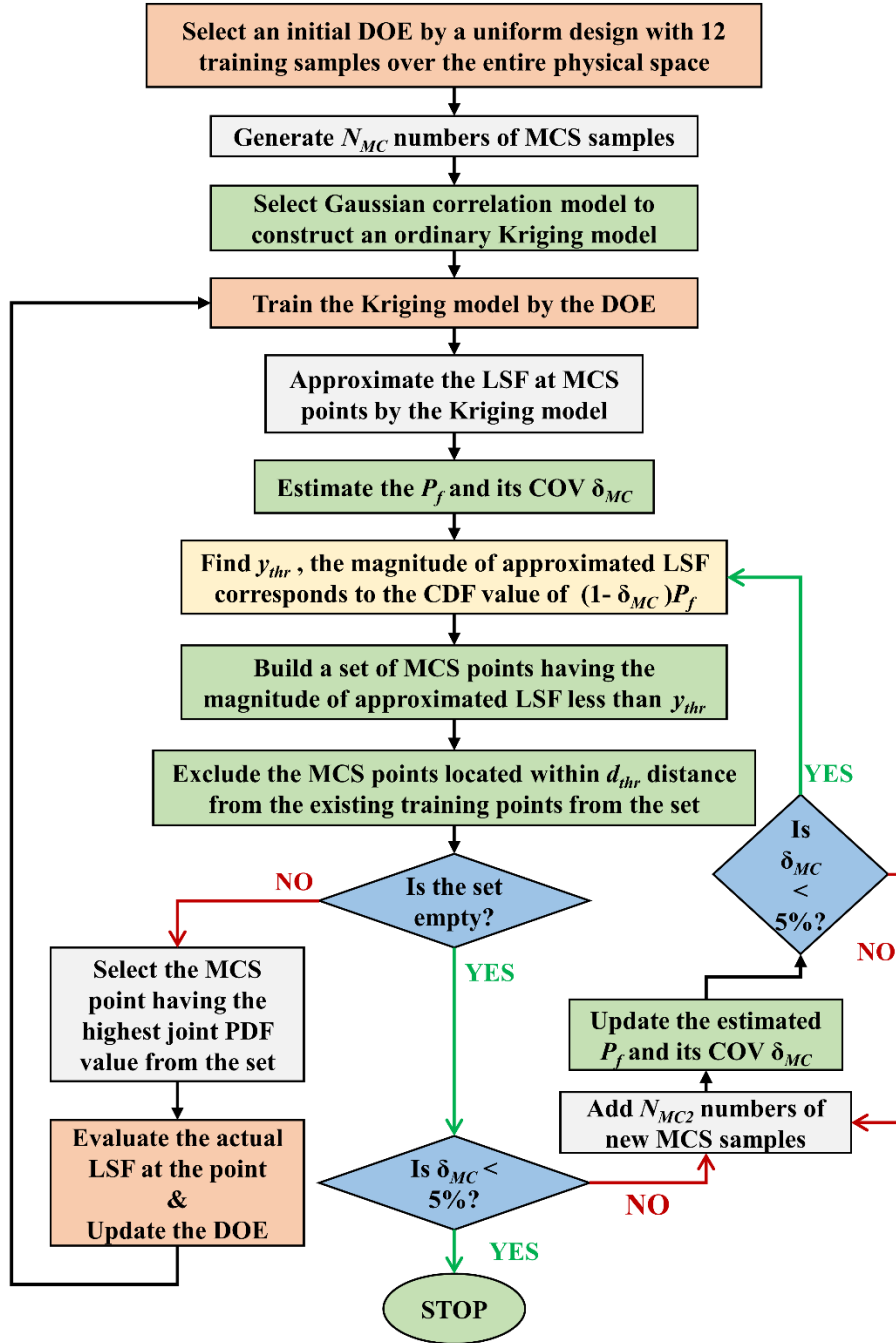 Select an initial DOE by a uniform design with 12
training samples over the entire physical space
Generate N_MC numbers of MCS samples
Select Gaussian correlation model to
construct an ordinary Kriging model
Train the Kriging model by the DOE
Approximate the LSF at MCS
points by the Kriging model
Estimate the P_f and its COV δ_MC
Find y_thr , the magnitude of approximated LSF
corresponds to the CDF value of (1- δ_MC )P_f
Build a set of MCS points having the
magnitude of approximated LSF less than y_thr
Exclude the MCS points located within d_thr distance
from the existing training points from the set
Is the set
empty?
NO
YES
Select the MCS
point having the
highest joint PDF
value from the set
Evaluate the actual
LSF at the point
&
Update the DOE
Is δ_MC <
5%?
NO
YES
STOP
Add N_MC2 numbers of
new MCS samples
Update the estimated
P_f and its COV δ_MC
Is
δ_MC
<
5%?
YES
NO